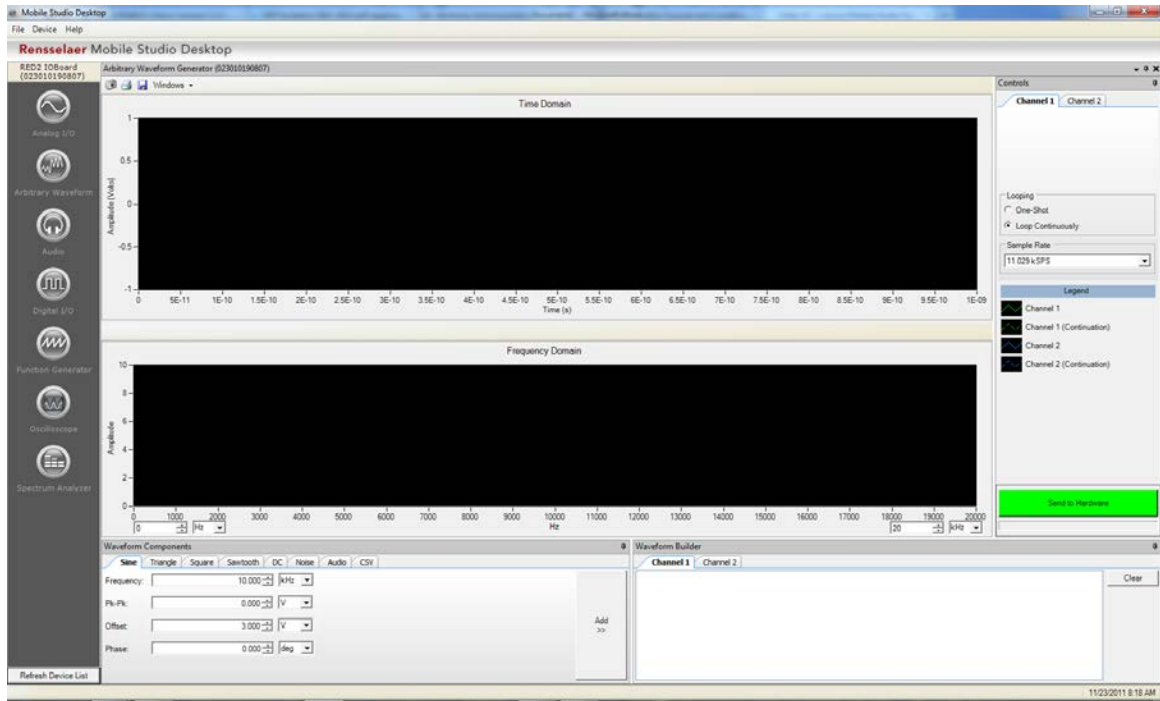 Mobile Studio Desktop
File Device Help
Rensselaer Mobile Studio Desktop
RED2 IOBoard
(023010190807)
Arbitrary Waveform Generator (023010190807)
Windows
Analog I/O
Arbitrary Waveform
Audio
Digital I/O
Function Generator
Oscilloscope
Spectrum Analyzer
Refresh Device List
Time Domain
Amplitude (Volts)
1
0.5
0
-0.5
-1
0 5E-11 1E-10 1.5E-10 2E-10 2.5E-10 3E-10 3.5E-10 4E-10 4.5E-10 5E-10 5.5E-10 6E-10 6.5E-10 7E-10 7.5E-10 8E-10 8.5E-10 9E-10 9.5E-10 1E-09
Time (s)
Frequency Domain
Amplitude
10
8
6
4
2
0
0 1000 2000 3000 4000 5000 6000 7000 8000 9000 10000 11000 12000 13000 14000 15000 16000 17000 18000 19000 20000
0 Hz
Hz
20 kHz
Controls
Channel 1 Channel 2
Looping
One-Shot
Loop Continuously
Sample Rate
11.029 kSPS
Legend
Channel 1
Channel 1 (Continuation)
Channel 2
Channel 2 (Continuation)
Send to Hardware
Waveform Components
Sine Triangle Square Sawtooth DC Noise Audio CSV
Frequency: 10.000 kHz
Pk-Pk: 0.000 V
Offset: 3.000 V
Phase: 0.000 deg
Add
>>
Waveform Builder
Channel 1 Channel 2
Clear
11/23/2011 8:18 AM